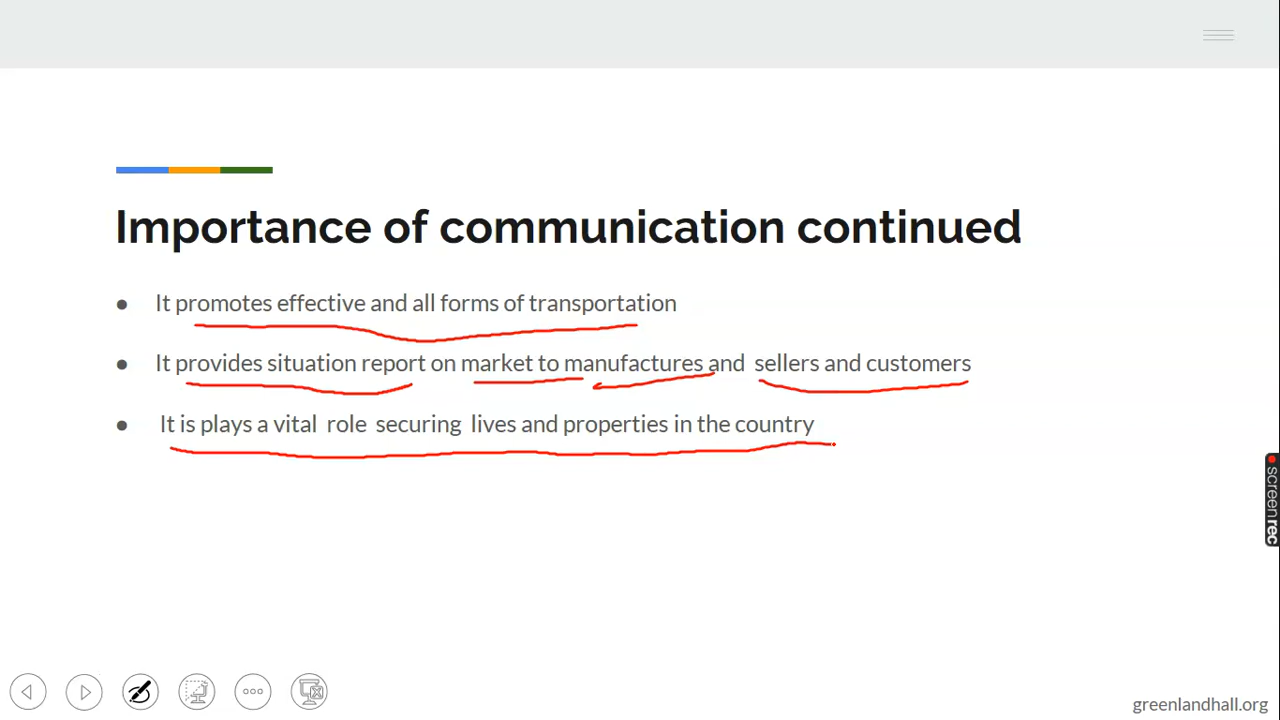 Importance of communication continued
● It promotes effective and all forms of transportation
● It provides situation report on market to manufactures and sellers and customers
● It is plays a vital role securing lives and properties in the country
screenrec
greenlandhall.org